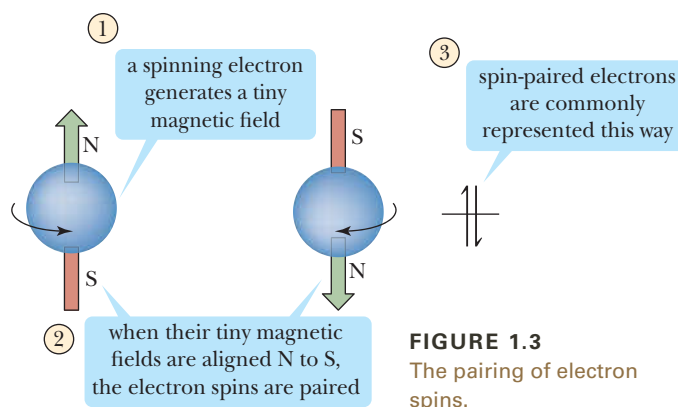 1
a spinning electron
generates a tiny
magnetic field
N
S
S
N
2
when their tiny magnetic
fields are aligned N to S,
the electron spins are paired
3
spin-paired electrons
are commonly
represented this way
FIGURE 1.3
The pairing of electron
spins.